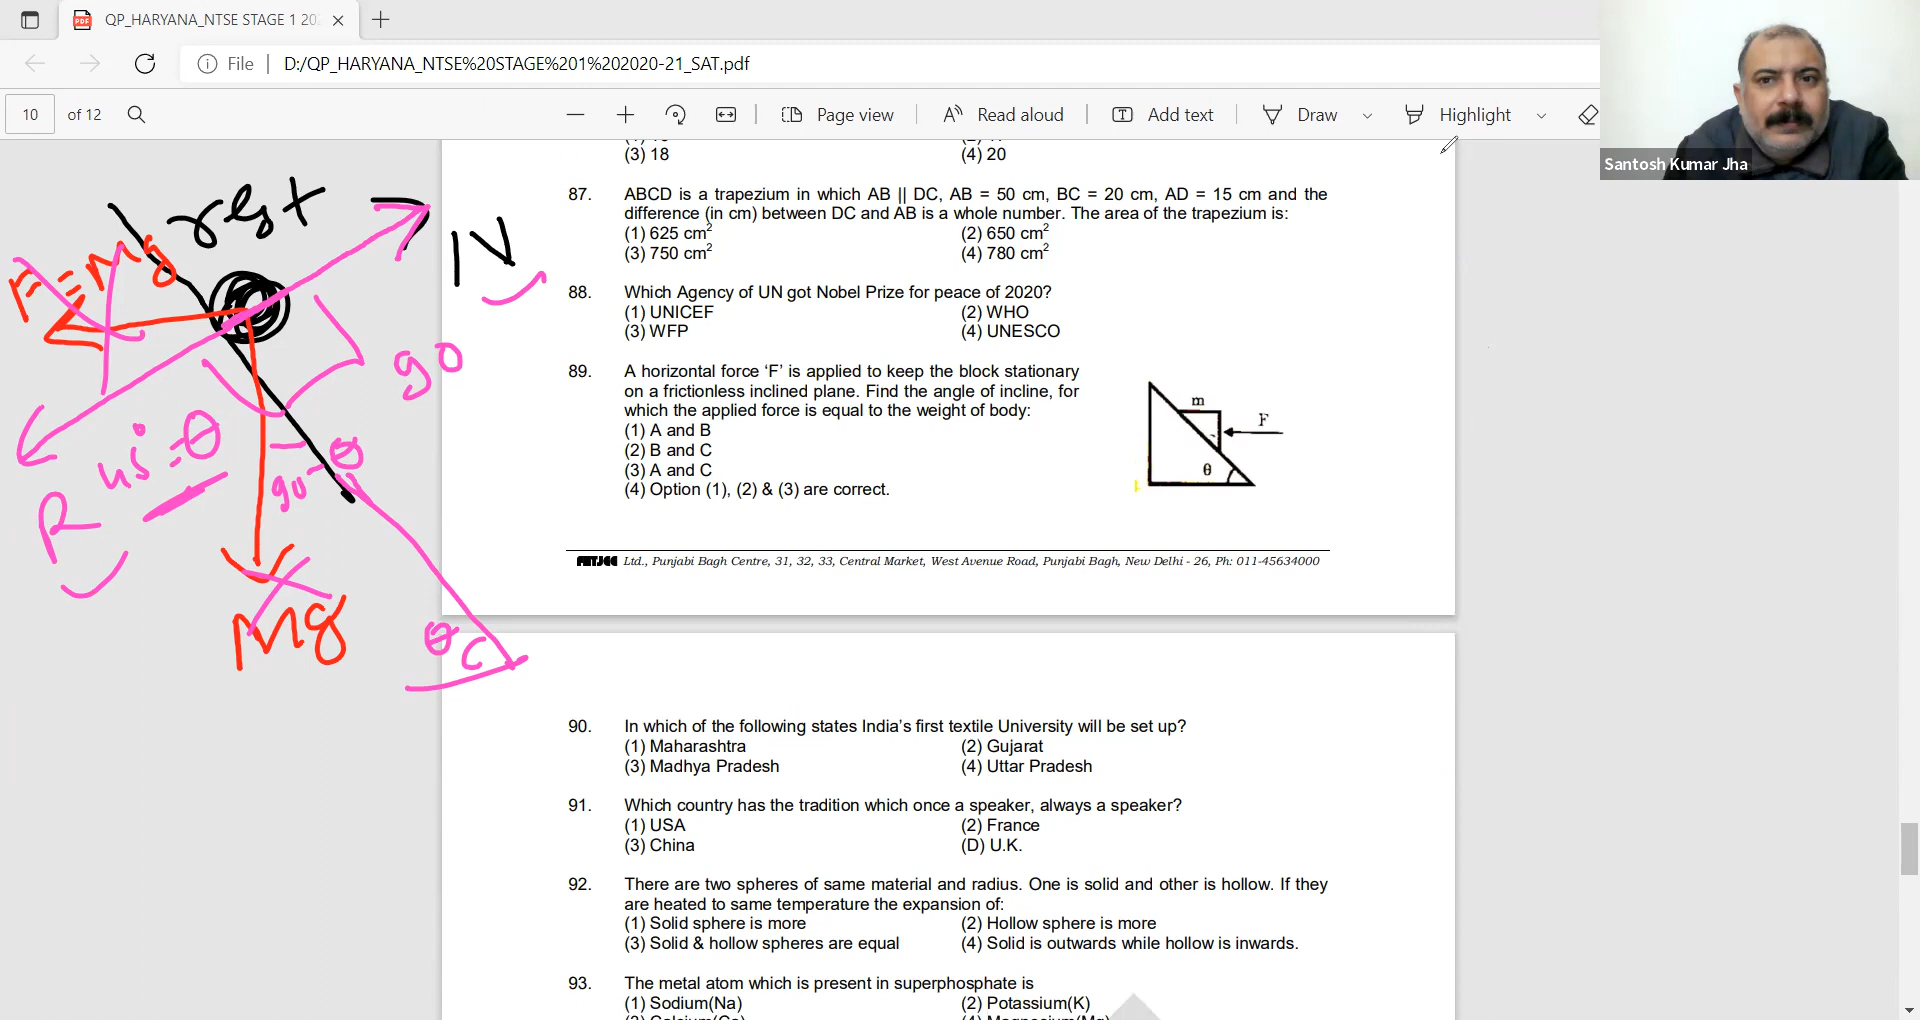 QP_HARYANA_NTSE STAGE 1 20
File
D:/QP_HARYANA_NTSE%20STAGE%201%202020-21_SAT.pdf
10 of 12
Page view
Read aloud
Add text
Draw
Highlight
Santosh Kumar Jha
(3) 18 (4) 20
87. ABCD is a trapezium in which AB || DC, AB = 50 cm, BC = 20 cm, AD = 15 cm and the
difference (in cm) between DC and AB is a whole number. The area of the trapezium is:
(1) 625 cm² (2) 650 cm²
(3) 750 cm² (4) 780 cm²
88. Which Agency of UN got Nobel Prize for peace of 2020?
(1) UNICEF (2) WHO
(3) WFP (4) UNESCO
89. A horizontal force ‘F’ is applied to keep the block stationary
on a frictionless inclined plane. Find the angle of incline, for
which the applied force is equal to the weight of body:
(1) A and B
(2) B and C
(3) A and C
(4) Option (1), (2) & (3) are correct.
m
F
θ
FIITJEE Ltd., Punjabi Bagh Centre, 31, 32, 33, Central Market, West Avenue Road, Punjabi Bagh, New Delhi - 26, Ph: 011-45634000
90. In which of the following states India’s first textile University will be set up?
(1) Maharashtra (2) Gujarat
(3) Madhya Pradesh (4) Uttar Pradesh
91. Which country has the tradition which once a speaker, always a speaker?
(1) USA (2) France
(3) China (D) U.K.
92. There are two spheres of same material and radius. One is solid and other is hollow. If they
are heated to same temperature the expansion of:
(1) Solid sphere is more (2) Hollow sphere is more
(3) Solid & hollow spheres are equal (4) Solid is outwards while hollow is inwards.
93. The metal atom which is present in superphosphate is
(1) Sodium(Na) (2) Potassium(K)
rest
N
F = Mg
90
θ
90 - θ
R
Mg
θ
C